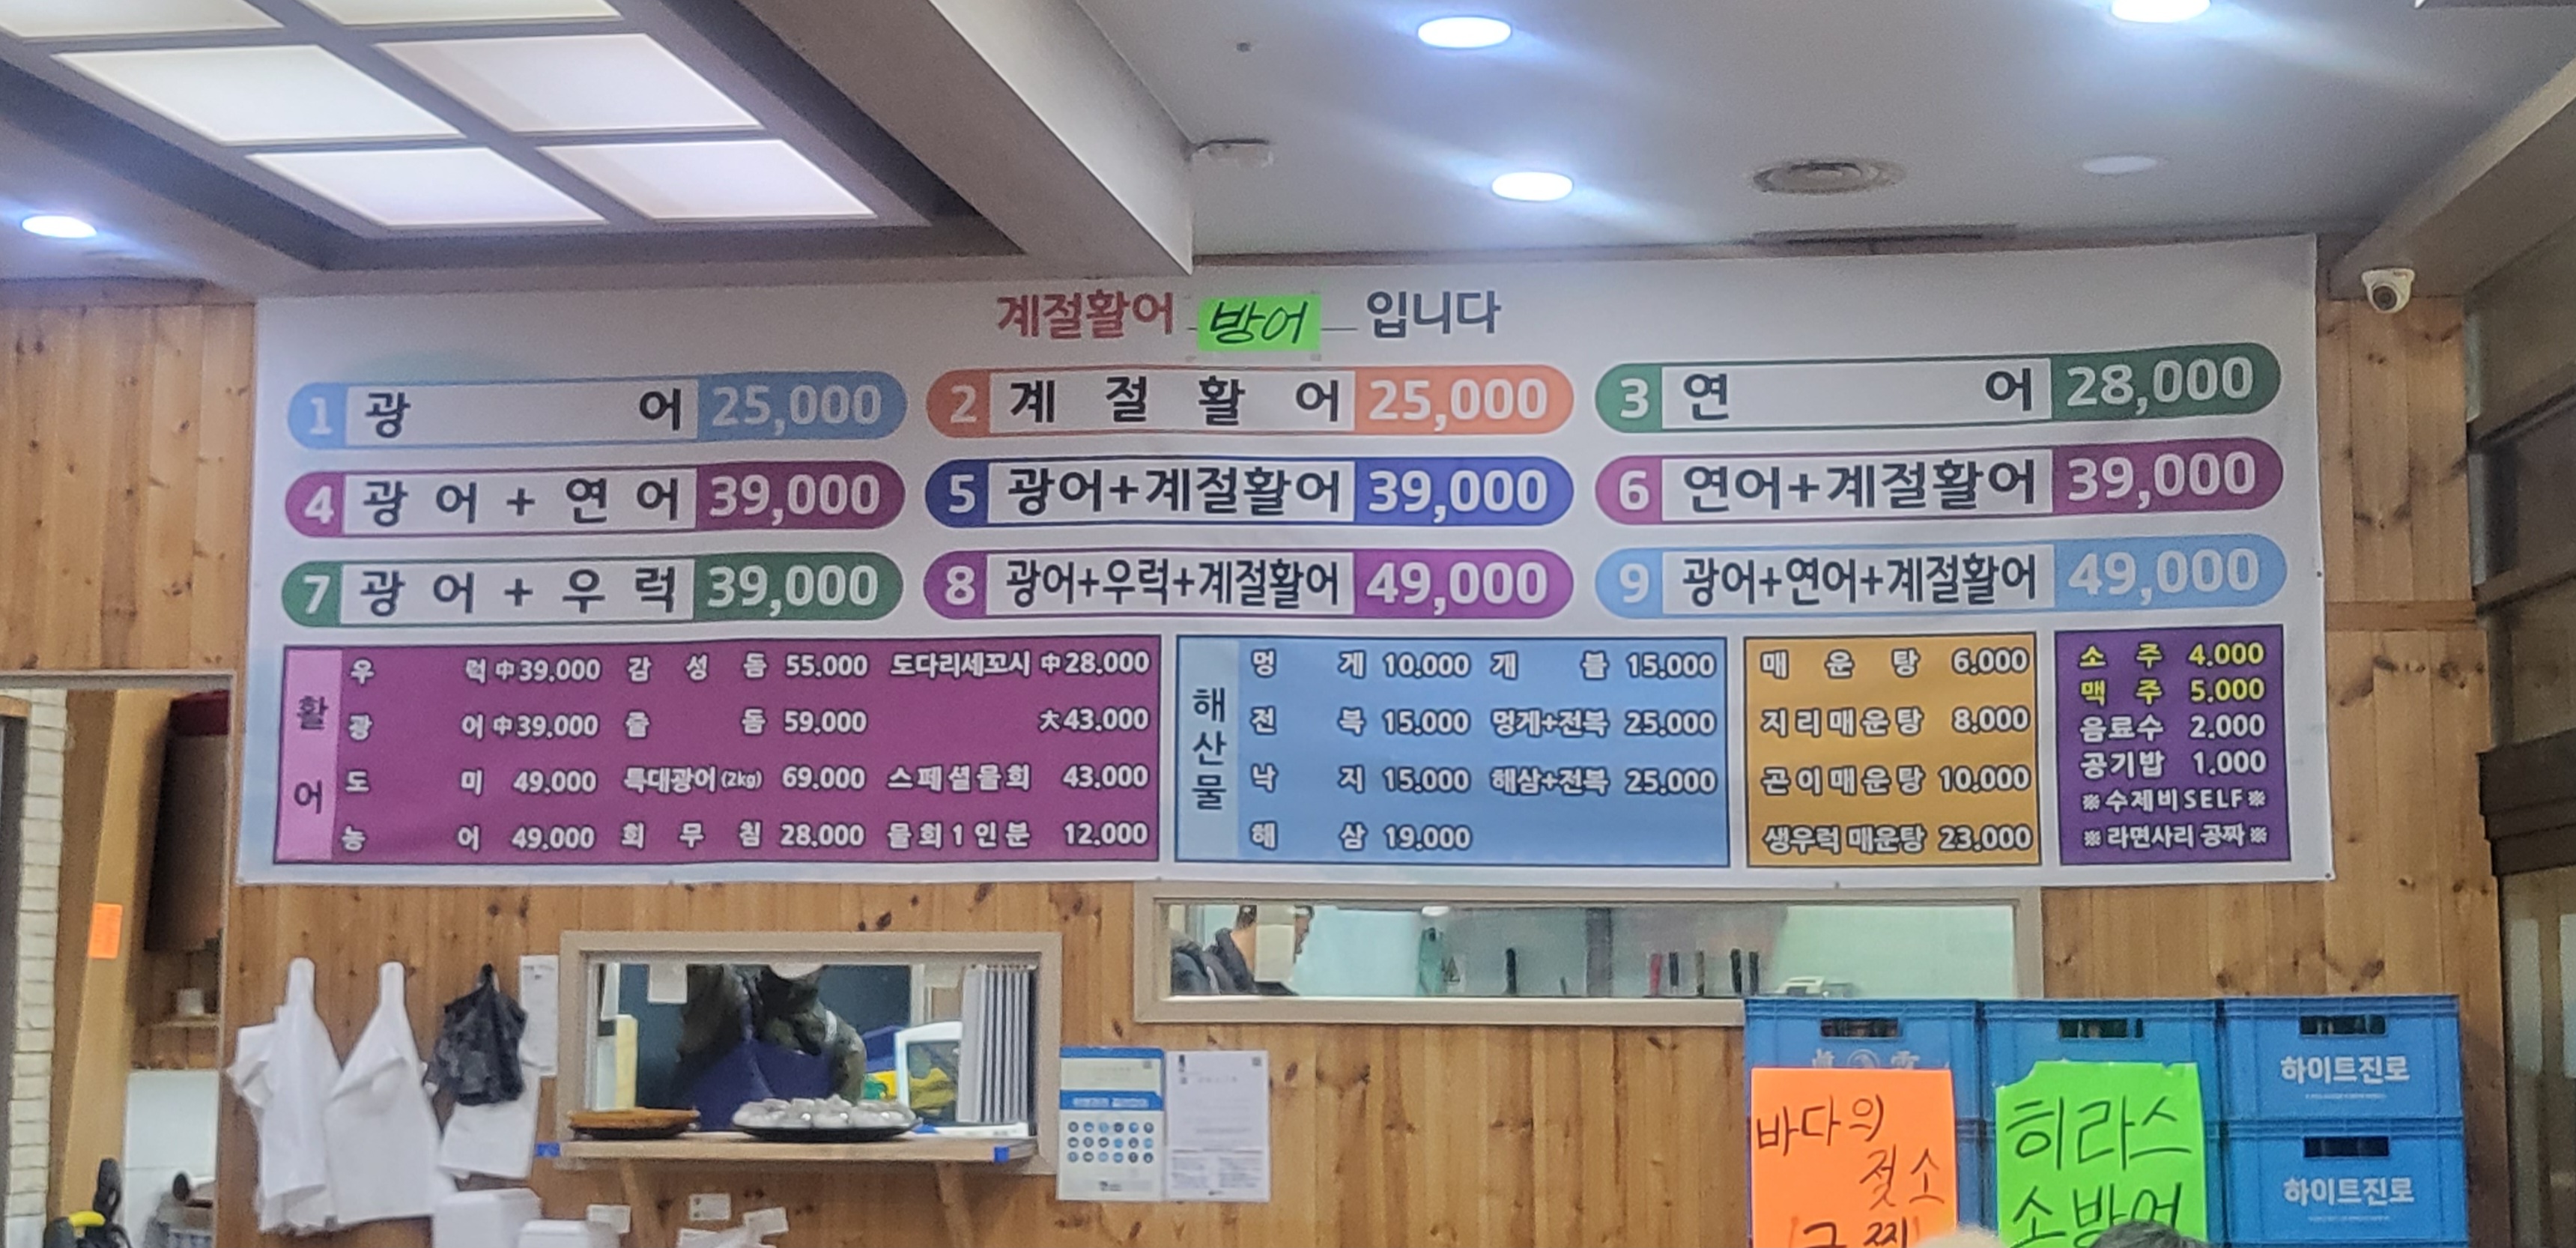 계절활어 방어 입니다
1 광어 25,000
2 계절활어 25,000
3 연어 28,000
4 광어+연어 39,000
5 광어+계절활어 39,000
6 연어+계절활어 39,000
7 광어+우럭 39,000
8 광어+우럭+계절활어 49,000
9 광어+연어+계절활어 49,000
활어
우럭 中39.000 감성돔 55.000 도다리세꼬시 中28.000
광어 中39.000 줄돔 59.000 大43.000
도미 49.000 특대광어(2kg) 69.000 스페셜물회 43.000
농어 49.000 회무침 28.000 물회1인분 12.000
해산물
멍게 10.000 개불 15.000
전복 15.000 멍게+전복 25.000
낙지 15.000 해삼+전복 25.000
해삼 19.000
매운탕 6.000
지리매운탕 8.000
곤이매운탕 10.000
생우럭매운탕 23.000
소주 4.000
맥주 5.000
음료수 2.000
공기밥 1.000
※수제비SELF※
※라면사리 공짜※
바다의
젖소
히라스
소방어
하이트진로
하이트진로